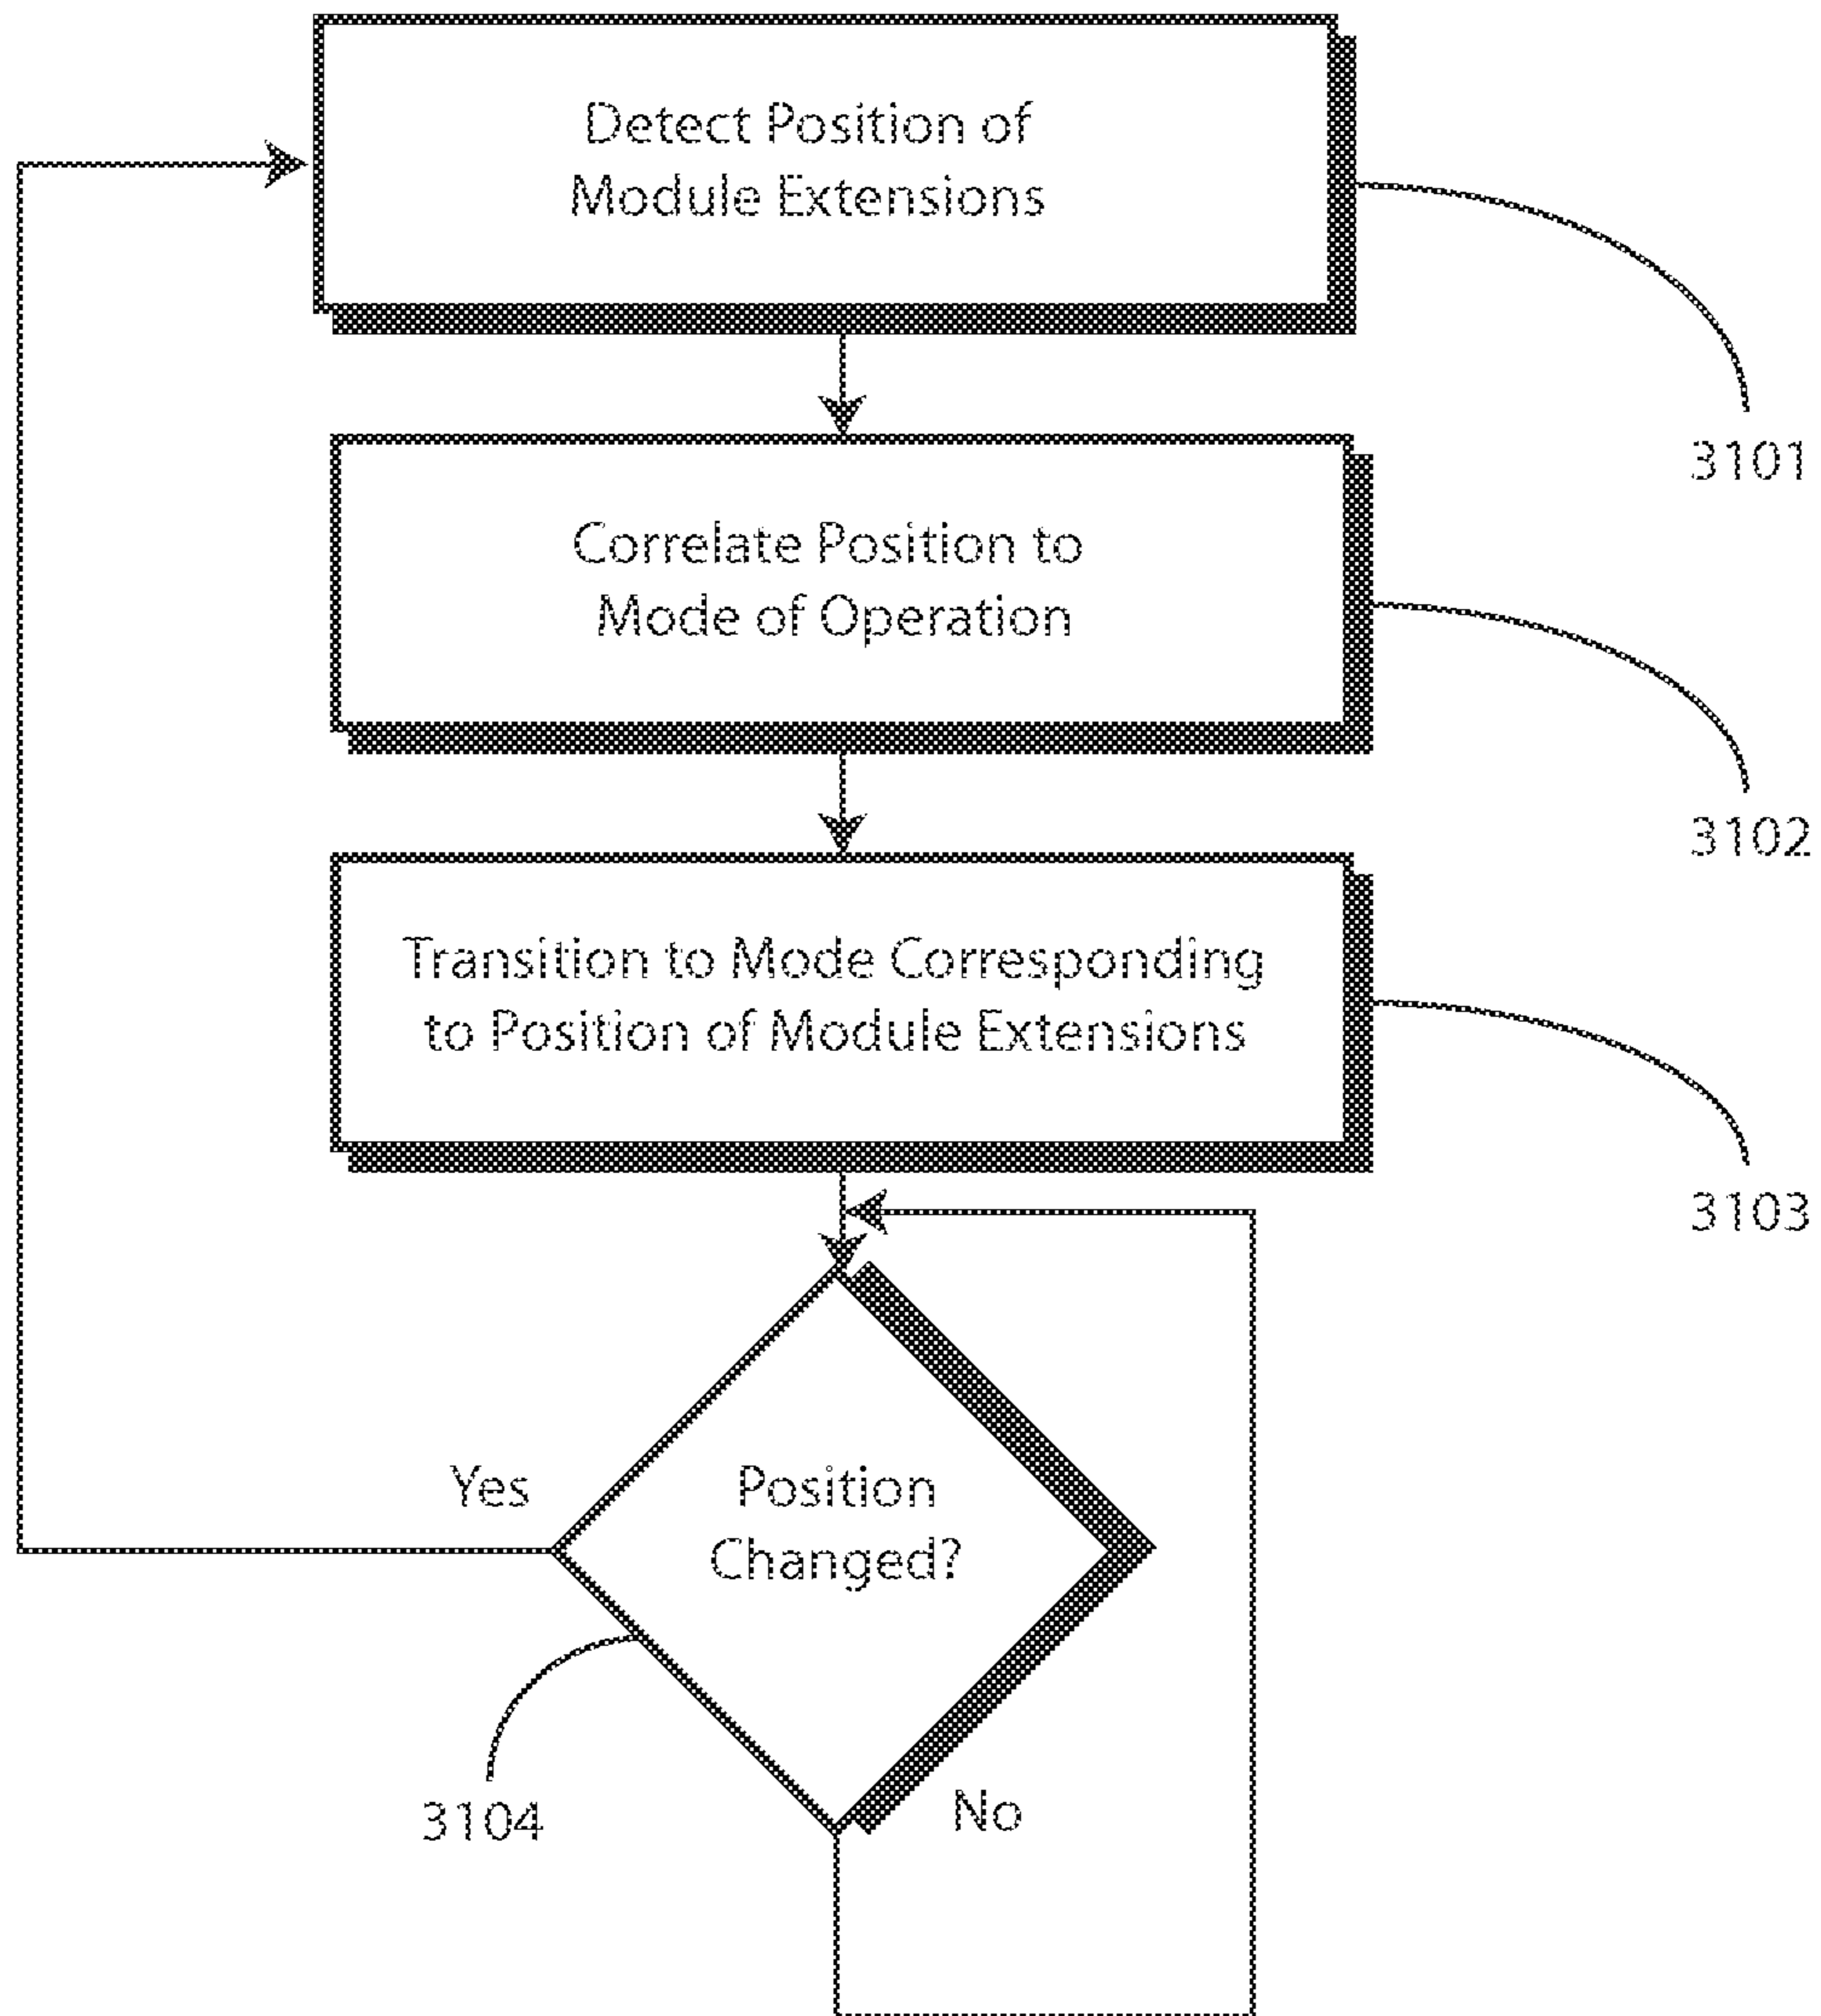 Detect Position of
Module Extensions
3101
Correlate Position to
Mode of Operation
3102
Transition to Mode Corresponding
to Position of Module Extensions
3103
Yes
Position
Changed?
3104
No